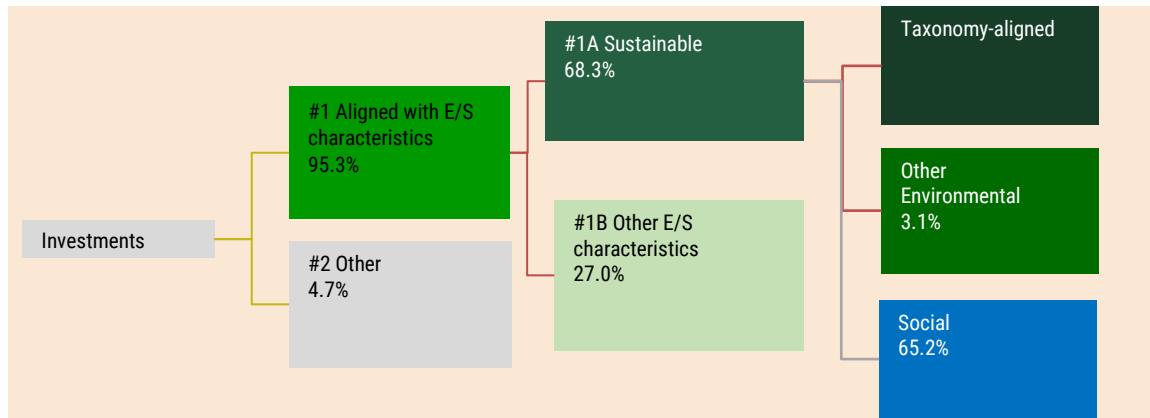 Investments
#1 Aligned with E/S
characteristics
95.3%
#2 Other
4.7%
#1A Sustainable
68.3%
#1B Other E/S
characteristics
27.0%
Taxonomy-aligned
Other
Environmental
3.1%
Social
65.2%